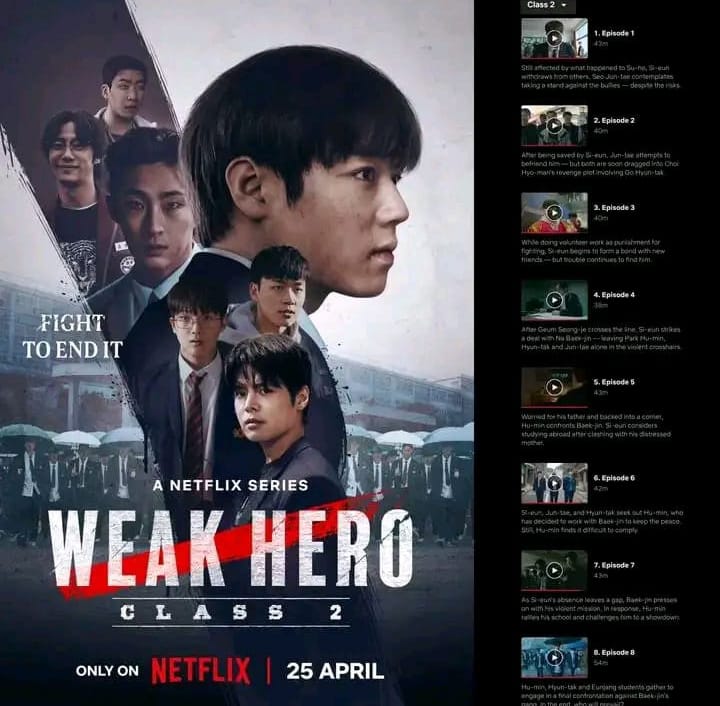 FIGHT
TO END IT
A NETFLIX SERIES
WEAK HERO
CLASS 2
ONLY ON NETFLIX | 25 APRIL
Class 2
1. Episode 1
43m
Still affected by what happened to Su-ho, Si-eun
withdraws from others. Seo Jun-tae contemplates
taking a stand against the bullies — despite the risks.
2. Episode 2
40m
After being saved by Si-eun, Jun-tae attempts to
befriend him — but both are soon dragged into Choi
Hyo-man's revenge plot involving Go Hyun-tak.
3. Episode 3
40m
While doing volunteer work as punishment for
fighting, Si-eun begins to form a bond with new
friends — but trouble continues to find him.
4. Episode 4
38m
After Geum Seong-je crosses the line, Si-eun strikes
a deal with Na Baek-jin — leaving Park Hu-min,
Hyun-tak and Jun-tae alone in the violent crosshairs.
5. Episode 5
43m
Worried for his father and backed into a corner,
Hu-min confronts Baek-jin. Si-eun considers
studying abroad after clashing with his distressed
mother.
6. Episode 6
42m
Si-eun, Jun-tae, and Hyun-tak seek out Hu-min, who
has decided to work with Baek-jin to keep the peace.
Still, Hu-min finds it difficult to comply.
7. Episode 7
43m
As Si-eun's absence leaves a gap, Baek-jin presses
on with his violent mission. In response, Hu-min
rallies his school and challenges him to a showdown.
8. Episode 8
54m
Hu-min, Hyun-tak and Eunjang students gather to
engage in a final confrontation against Baek-jin's
gang. In the end, who will prevail?